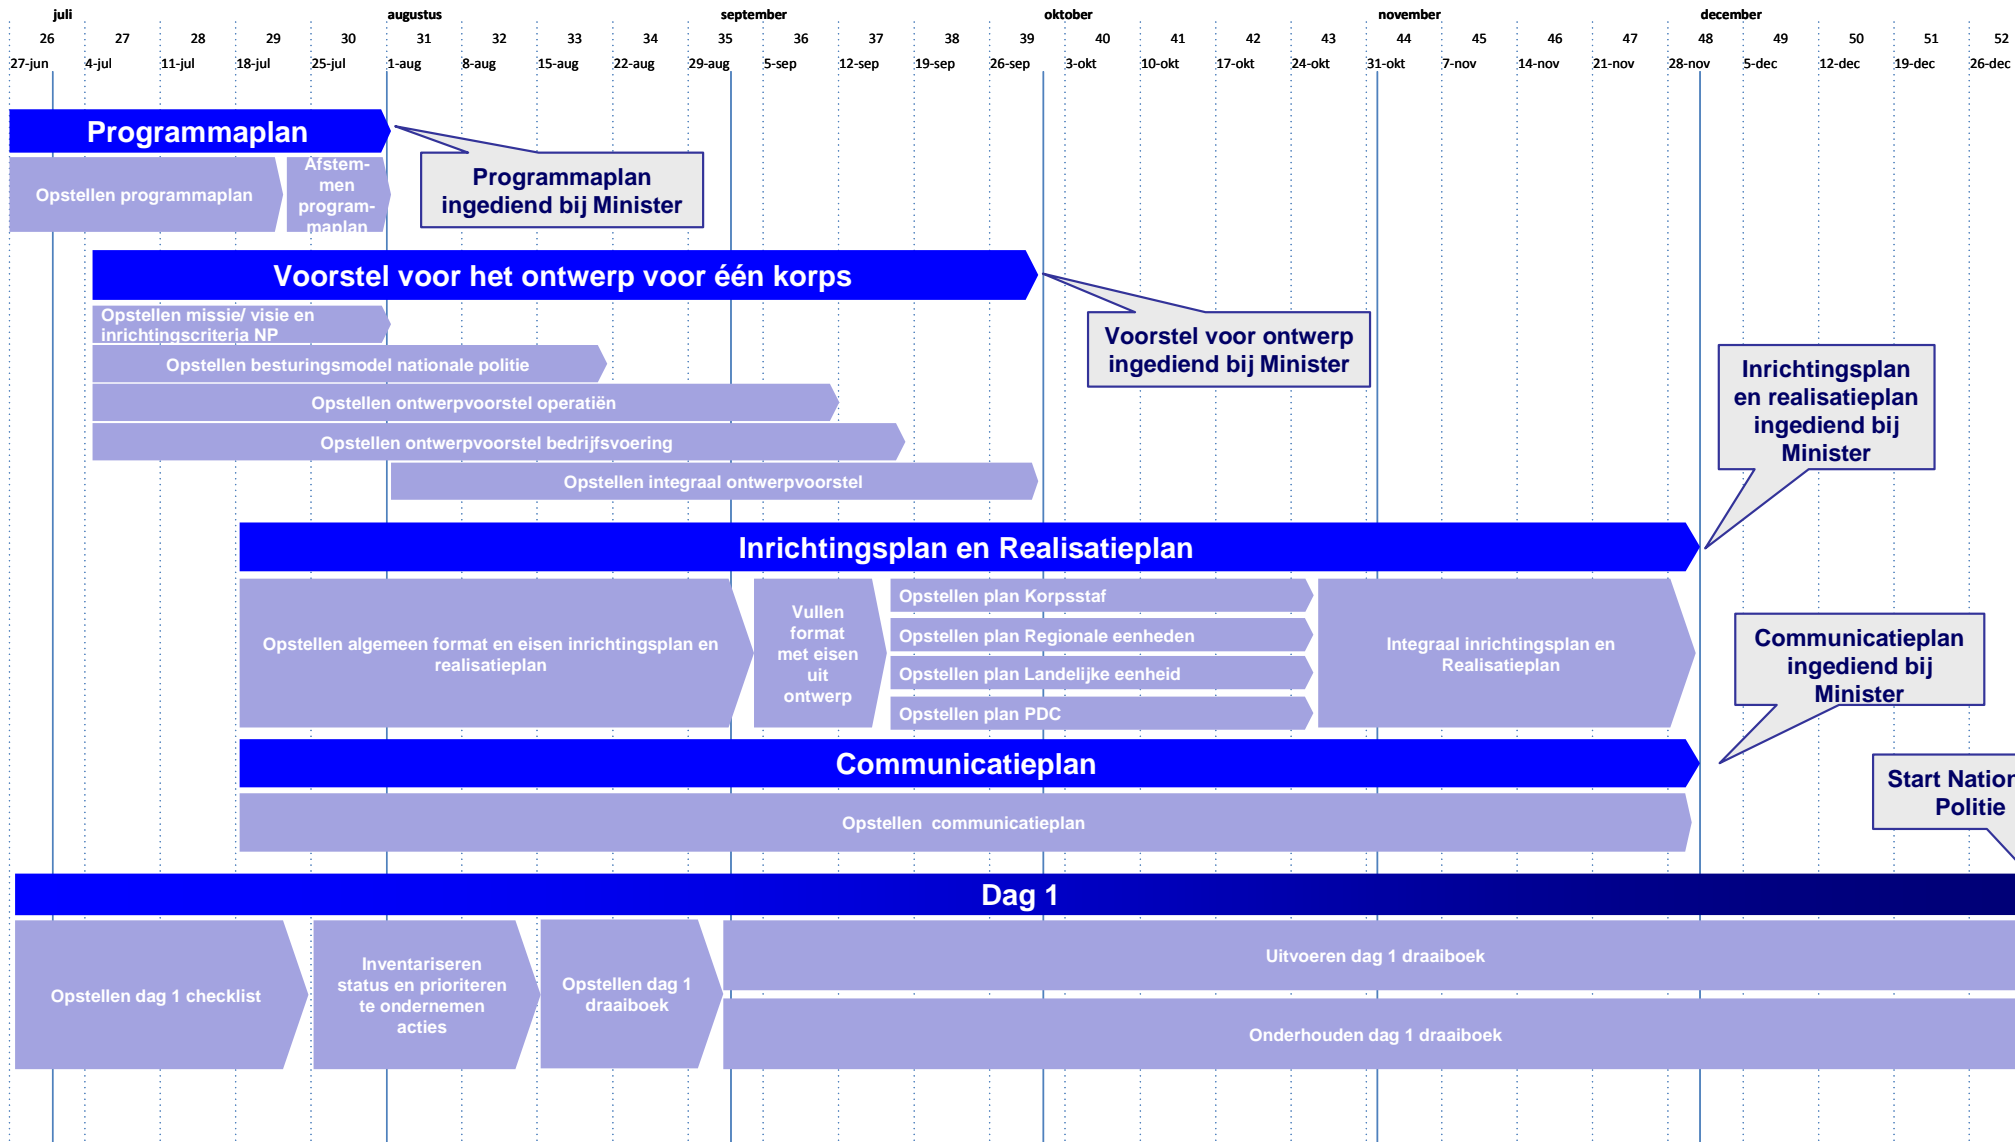 juli augustus september oktober november december
26 27 28 29 30 31 32 33 34 35 36 37 38 39 40 41 42 43 44 45 46 47 48 49 50 51 52
27-jun 4-jul 11-jul 18-jul 25-jul 1-aug 8-aug 15-aug 22-aug 29-aug 5-sep 12-sep 19-sep 26-sep 3-okt 10-okt 17-okt 24-okt 31-okt 7-nov 14-nov 21-nov 28-nov 5-dec 12-dec 19-dec 26-dec
Programmaplan
Opstellen programmaplan
Afstem-
men
program-
maplan
Programmaplan
ingediend bij Minister
Voorstel voor het ontwerp voor één korps
Opstellen missie/ visie en
inrichtingscriteria NP
Opstellen besturingsmodel nationale politie
Opstellen ontwerpvoorstel operatiën
Opstellen ontwerpvoorstel bedrijfsvoering
Opstellen integraal ontwerpvoorstel
Voorstel voor ontwerp
ingediend bij Minister
Inrichtingsplan
en realisatieplan
ingediend bij
Minister
Inrichtingsplan en Realisatieplan
Opstellen algemeen format en eisen inrichtingsplan en
realisatieplan
Vullen
format
met eisen
uit
ontwerp
Opstellen plan Korpsstaf
Opstellen plan Regionale eenheden
Opstellen plan Landelijke eenheid
Opstellen plan PDC
Integraal inrichtingsplan en
Realisatieplan
Communicatieplan
ingediend bij
Minister
Communicatieplan
Opstellen communicatieplan
Start Nation
Politie
Dag 1
Opstellen dag 1 checklist
Inventariseren
status en prioriteren
te ondernemen
acties
Opstellen dag 1
draaiboek
Uitvoeren dag 1 draaiboek
Onderhouden dag 1 draaiboek